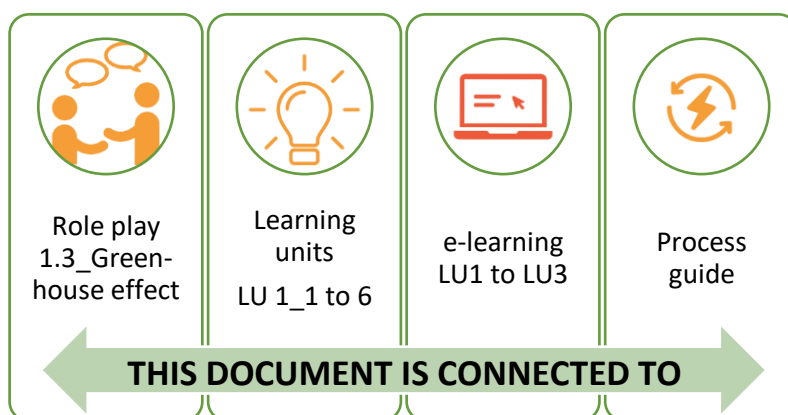 Role play
1.3_Green-
house effect
Learning
units
LU 1_1 to 6
e-learning
LU1 to LU3
Process
guide
THIS DOCUMENT IS CONNECTED TO